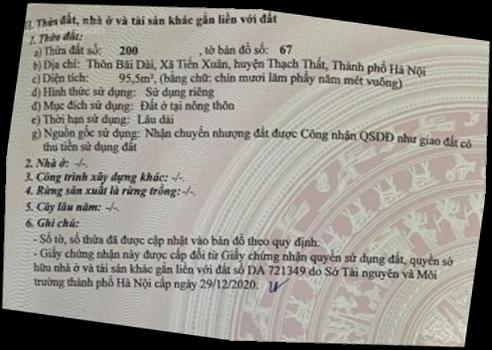 II. Thửa đất, nhà ở và tài sản khác gắn liền với đất
1. Thửa đất:
a) Thửa đất số: 200 , tờ bản đồ số: 67
b) Địa chỉ: Thôn Bãi Dài, Xã Tiến Xuân, huyện Thạch Thất, Thành phố Hà Nội
c) Diện tích: 95,5m², (bằng chữ: chín mươi lăm phẩy năm mét vuông)
d) Hình thức sử dụng: Sử dụng riêng
đ) Mục đích sử dụng: Đất ở tại nông thôn
e) Thời hạn sử dụng: Lâu dài
g) Nguồn gốc sử dụng: Nhận chuyển nhượng đất được Công nhận QSDĐ như giao đất có
thu tiền sử dụng đất
2. Nhà ở: -/-.
3. Công trình xây dựng khác: -/-.
4. Rừng sản xuất là rừng trồng: -/-.
5. Cây lâu năm: -/-.
6. Ghi chú:
- Số tờ, số thửa đã được cập nhật vào bản đồ theo quy định.
- Giấy chứng nhận này được cấp đổi từ Giấy chứng nhận quyền sử dụng đất, quyền sở
hữu nhà ở và tài sản khác gắn liền với đất số DA 721349 do Sở Tài nguyên và Môi
trường thành phố Hà Nội cấp ngày 29/12/2020.